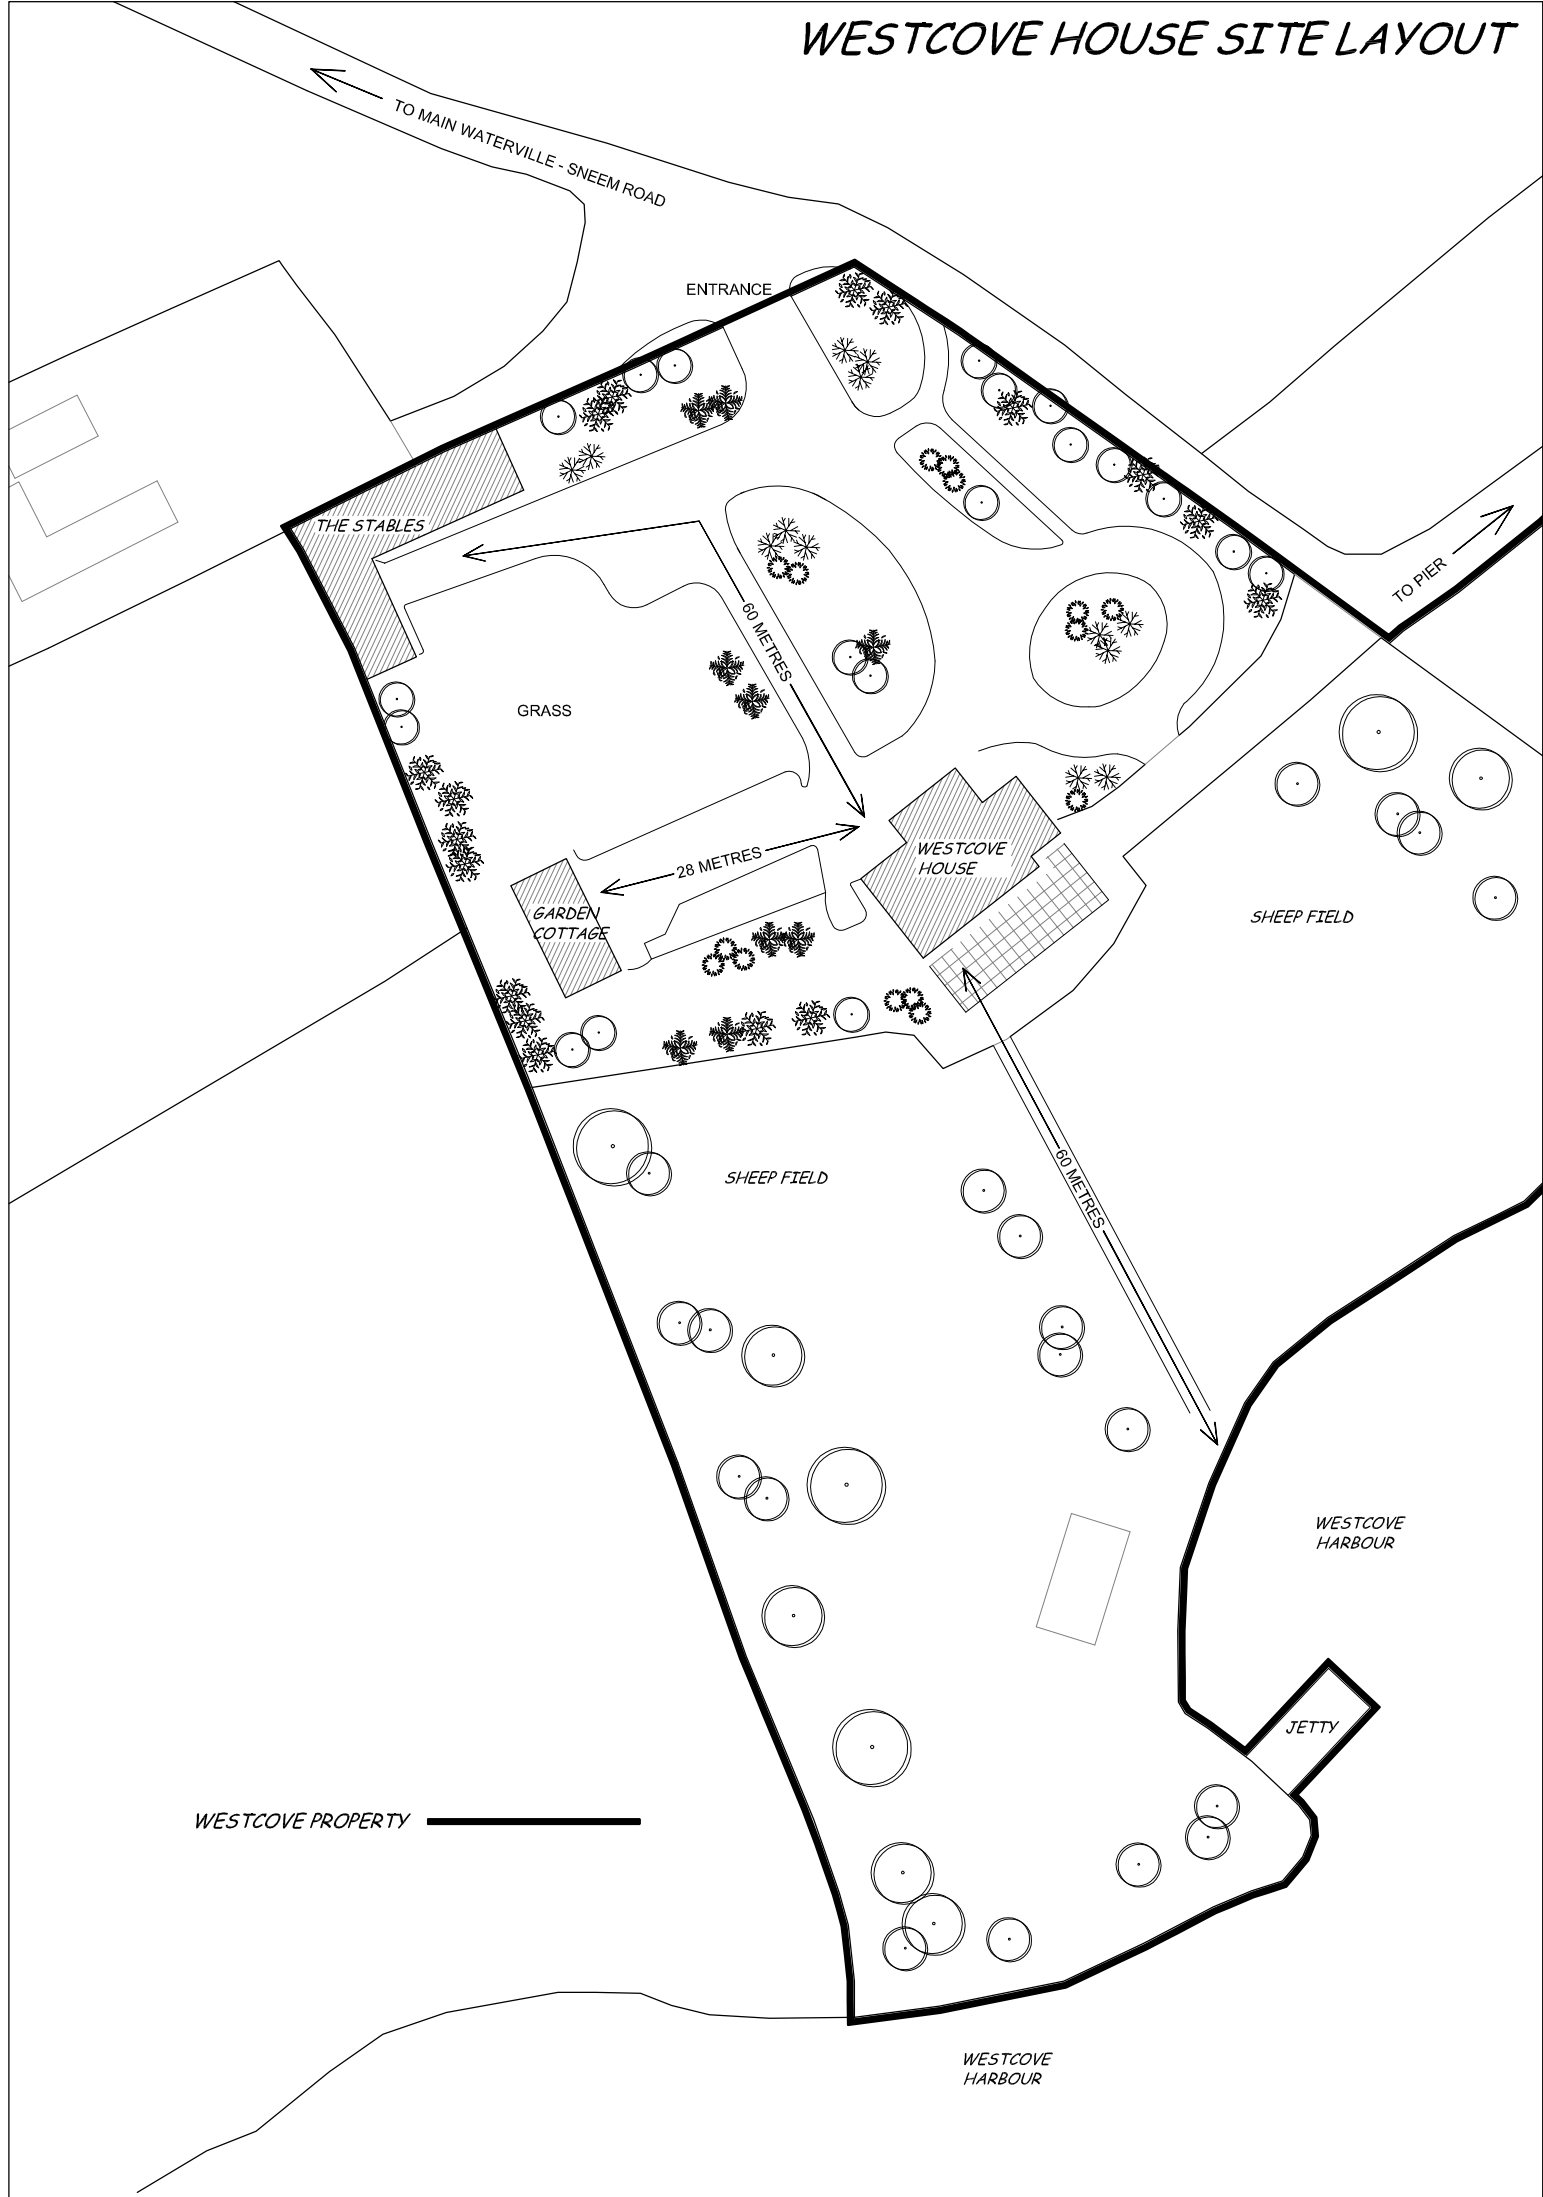 WESTCOVE HOUSE SITE LAYOUT
TO MAIN WATERVILLE - SNEEM ROAD
ENTRANCE
THE STABLES
TO PIER
60 METRES
GRASS
WESTCOVE
HOUSE
28 METRES
GARDEN
COTTAGE
SHEEP FIELD
SHEEP FIELD
60 METRES
WESTCOVE
HARBOUR
JETTY
WESTCOVE PROPERTY
WESTCOVE
HARBOUR